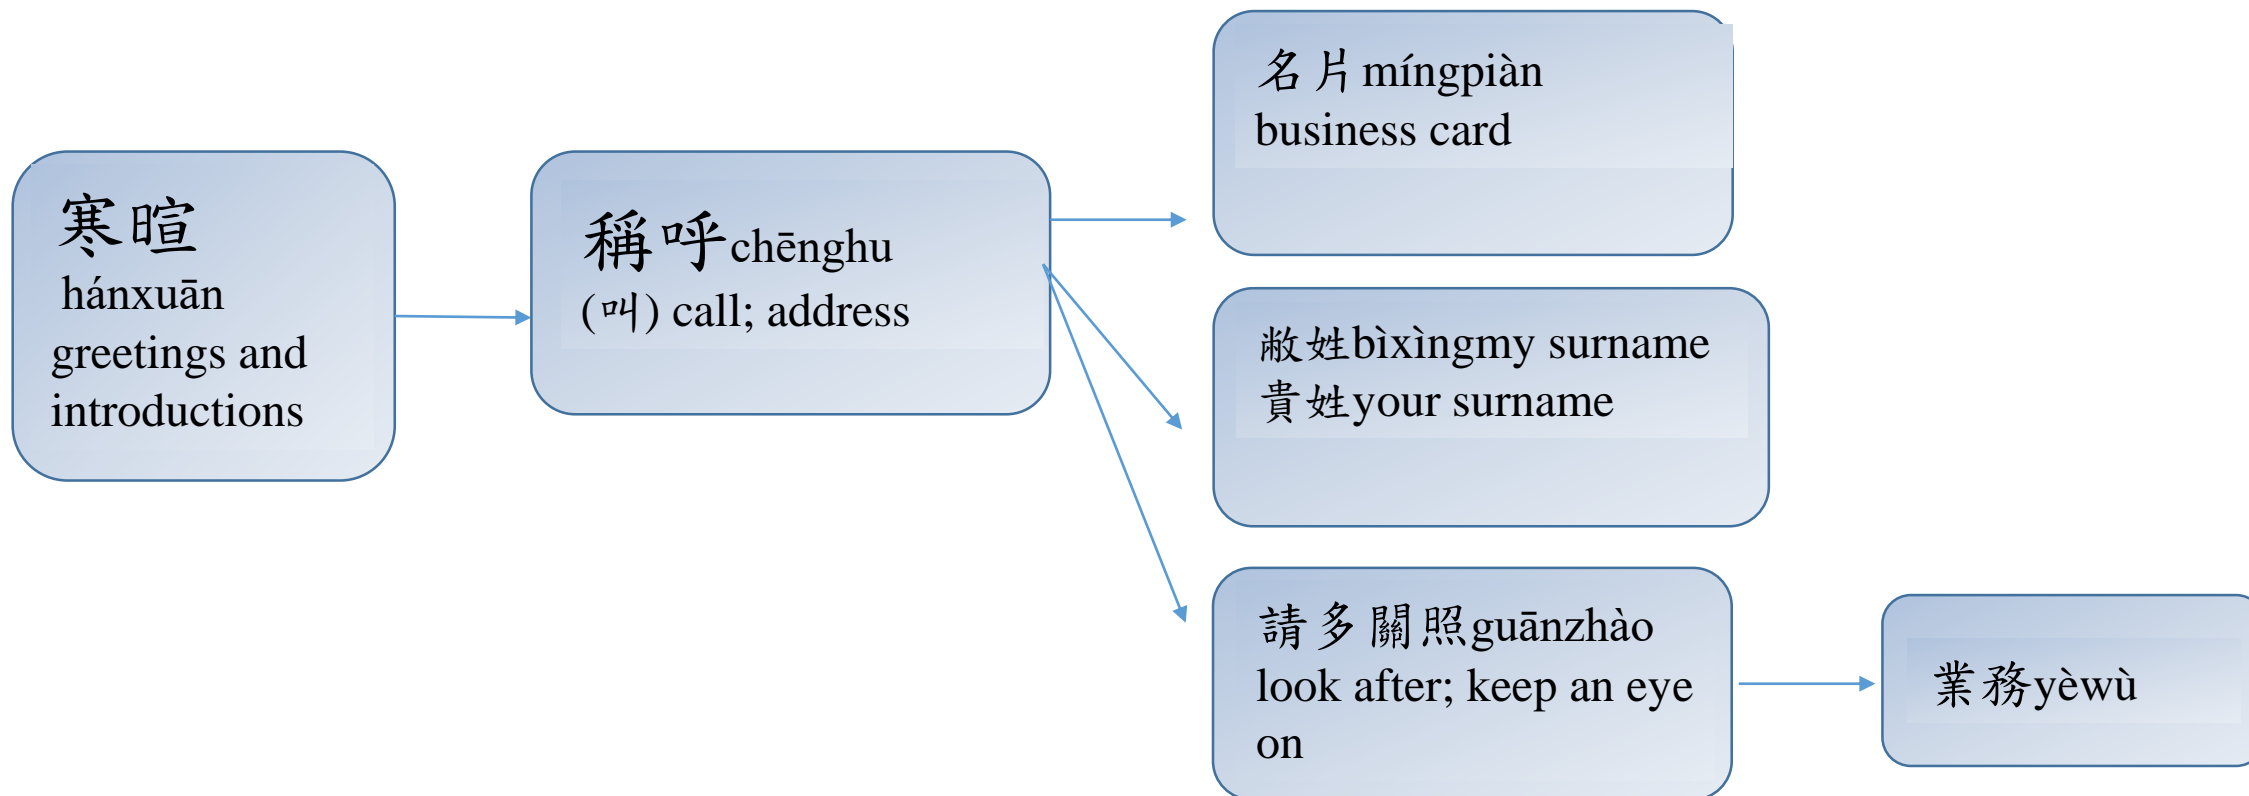 寒暄
hánxuān
greetings and
introductions
稱呼chēnghu
(叫) call; address
名片míngpiàn
business card
敝姓bìxìngmy surname
貴姓your surname
請多關照guānzhào
look after; keep an eye
on
業務yèwù